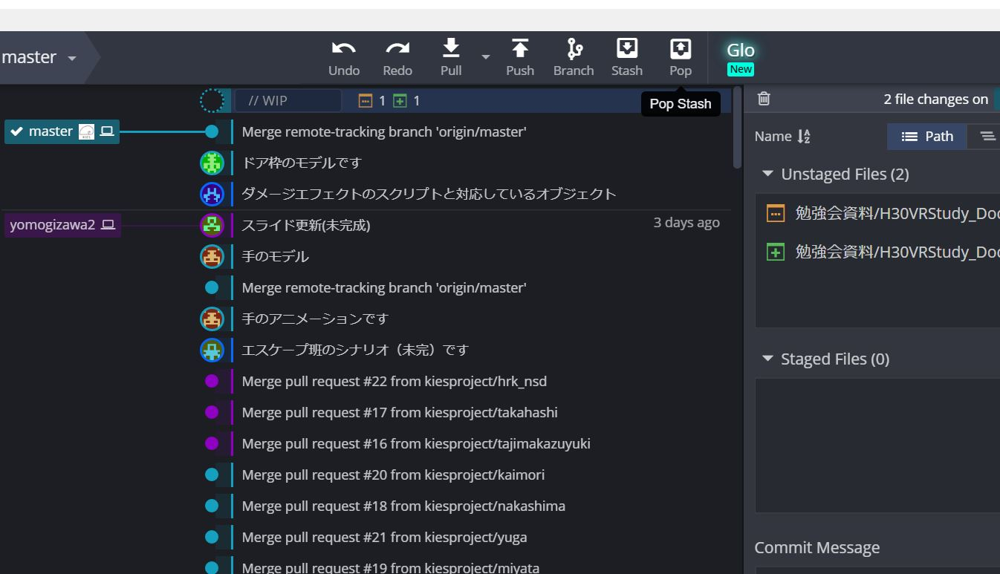 master
Undo
Redo
Pull
Push
Branch
Stash
Pop
Glo
New
// WIP
1
1
Pop Stash
2 file changes on
master
Merge remote-tracking branch 'origin/master'
Name
Path
ドア枠のモデルです
Unstaged Files (2)
ダメージエフェクトのスクリプトと対応しているオブジェクト
勉強会資料/H30VRStudy_Doc
yomogizawa2
スライド更新(未完成)
3 days ago
勉強会資料/H30VRStudy_Doc
手のモデル
Merge remote-tracking branch 'origin/master'
手のアニメーションです
エスケープ班のシナリオ（未完）です
Staged Files (0)
Merge pull request #22 from kiesproject/hrk_nsd
Merge pull request #17 from kiesproject/takahashi
Merge pull request #16 from kiesproject/tajimakazuyuki
Merge pull request #20 from kiesproject/kaimori
Merge pull request #18 from kiesproject/nakashima
Merge pull request #21 from kiesproject/yuga
Commit Message
Merge pull request #19 from kiesproject/miyata